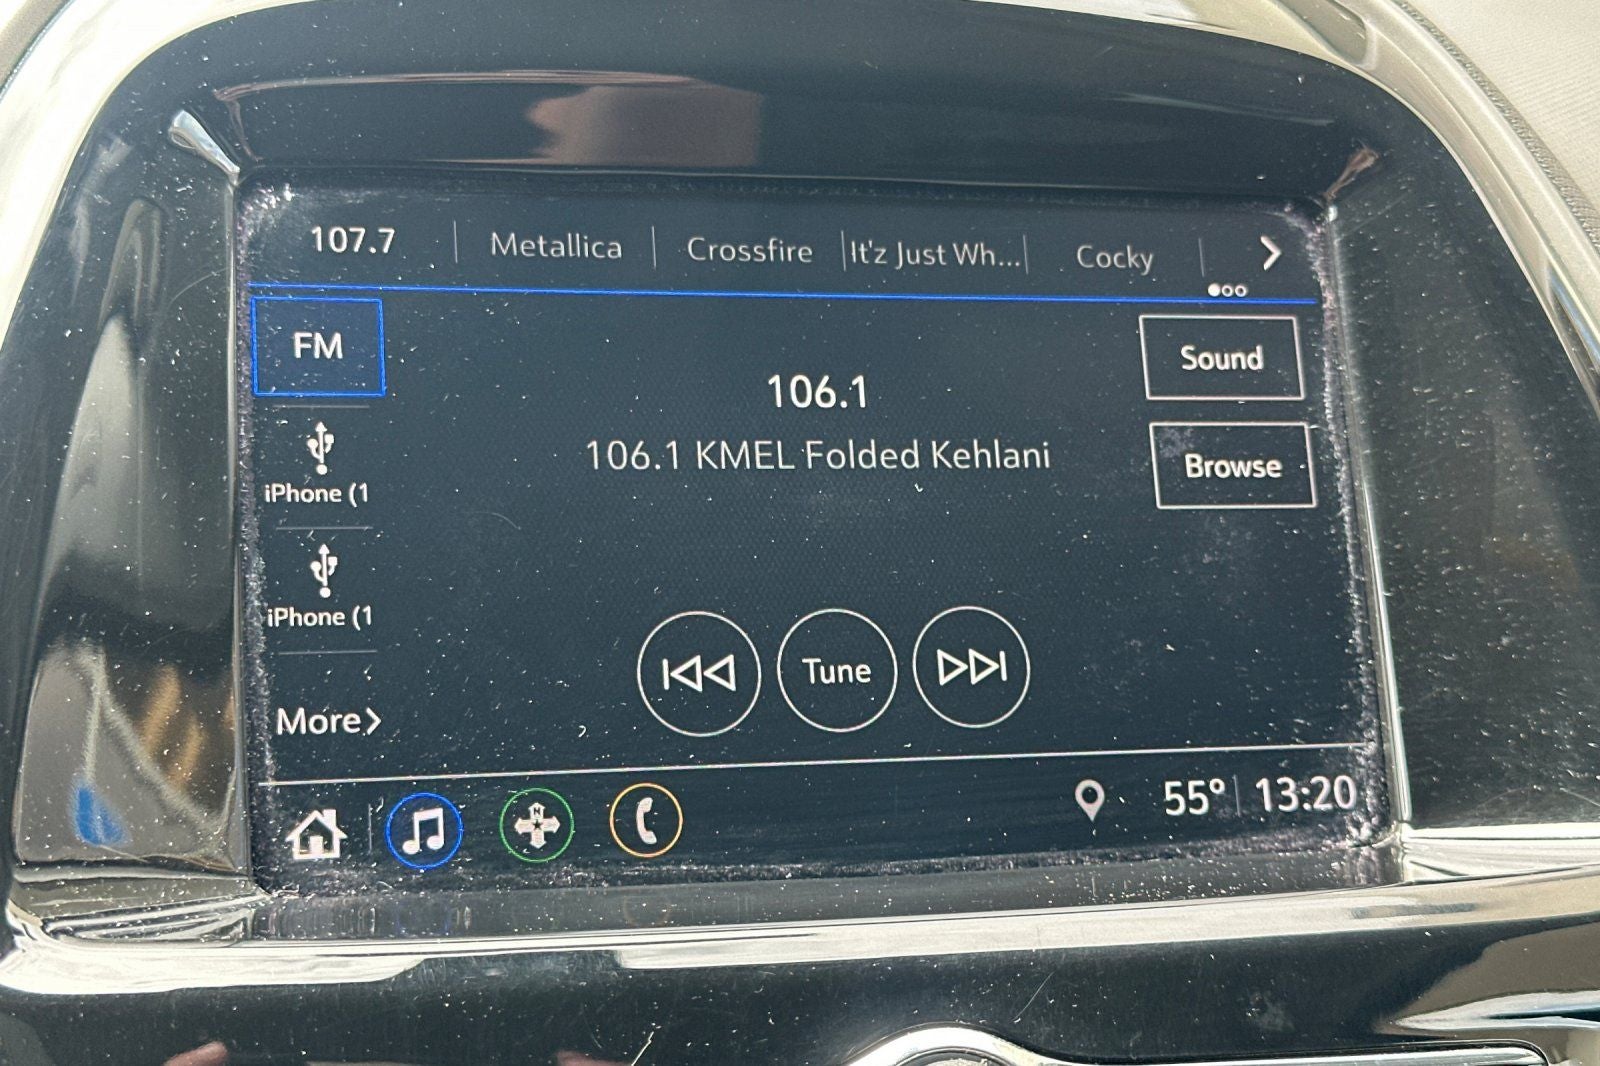 107.7 Metallica Crossfire It'z Just Wh... Cocky
FM
Sound
106.1
106.1 KMEL Folded Kehlani
Browse
iPhone (1
iPhone (1
Tune
More
N
55° 13:20